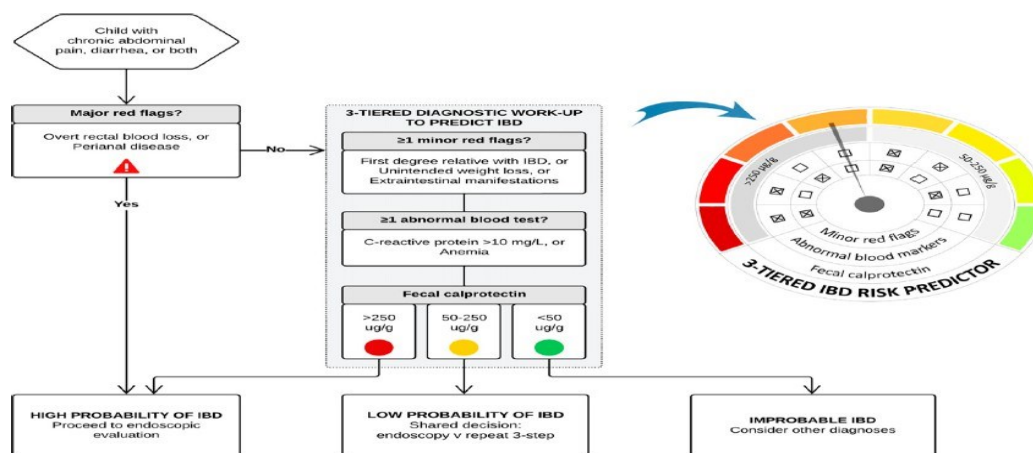 Child with
chronic abdominal
pain, diarrhea, or both
Major red flags?
Overt rectal blood loss, or
Perianal disease
No
Yes
3-TIERED DIAGNOSTIC WORK-UP
TO PREDICT IBD
≥1 minor red flags?
First degree relative with IBD, or
Unintended weight loss, or
Extraintestinal manifestations
≥1 abnormal blood test?
C-reactive protein >10 mg/L, or
Anemia
Fecal calprotectin
>250
ug/g
50-250
ug/g
<50
ug/g
HIGH PROBABILITY OF IBD
Proceed to endoscopic
evaluation
LOW PROBABILITY OF IBD
Shared decision:
endoscopy v repeat 3-step
IMPROBABLE IBD
Consider other diagnoses
>250 µg/g
50-250 µg/g
Minor red flags
Abnormal blood markers
Fecal calprotectin
3-TIERED IBD RISK PREDICTOR